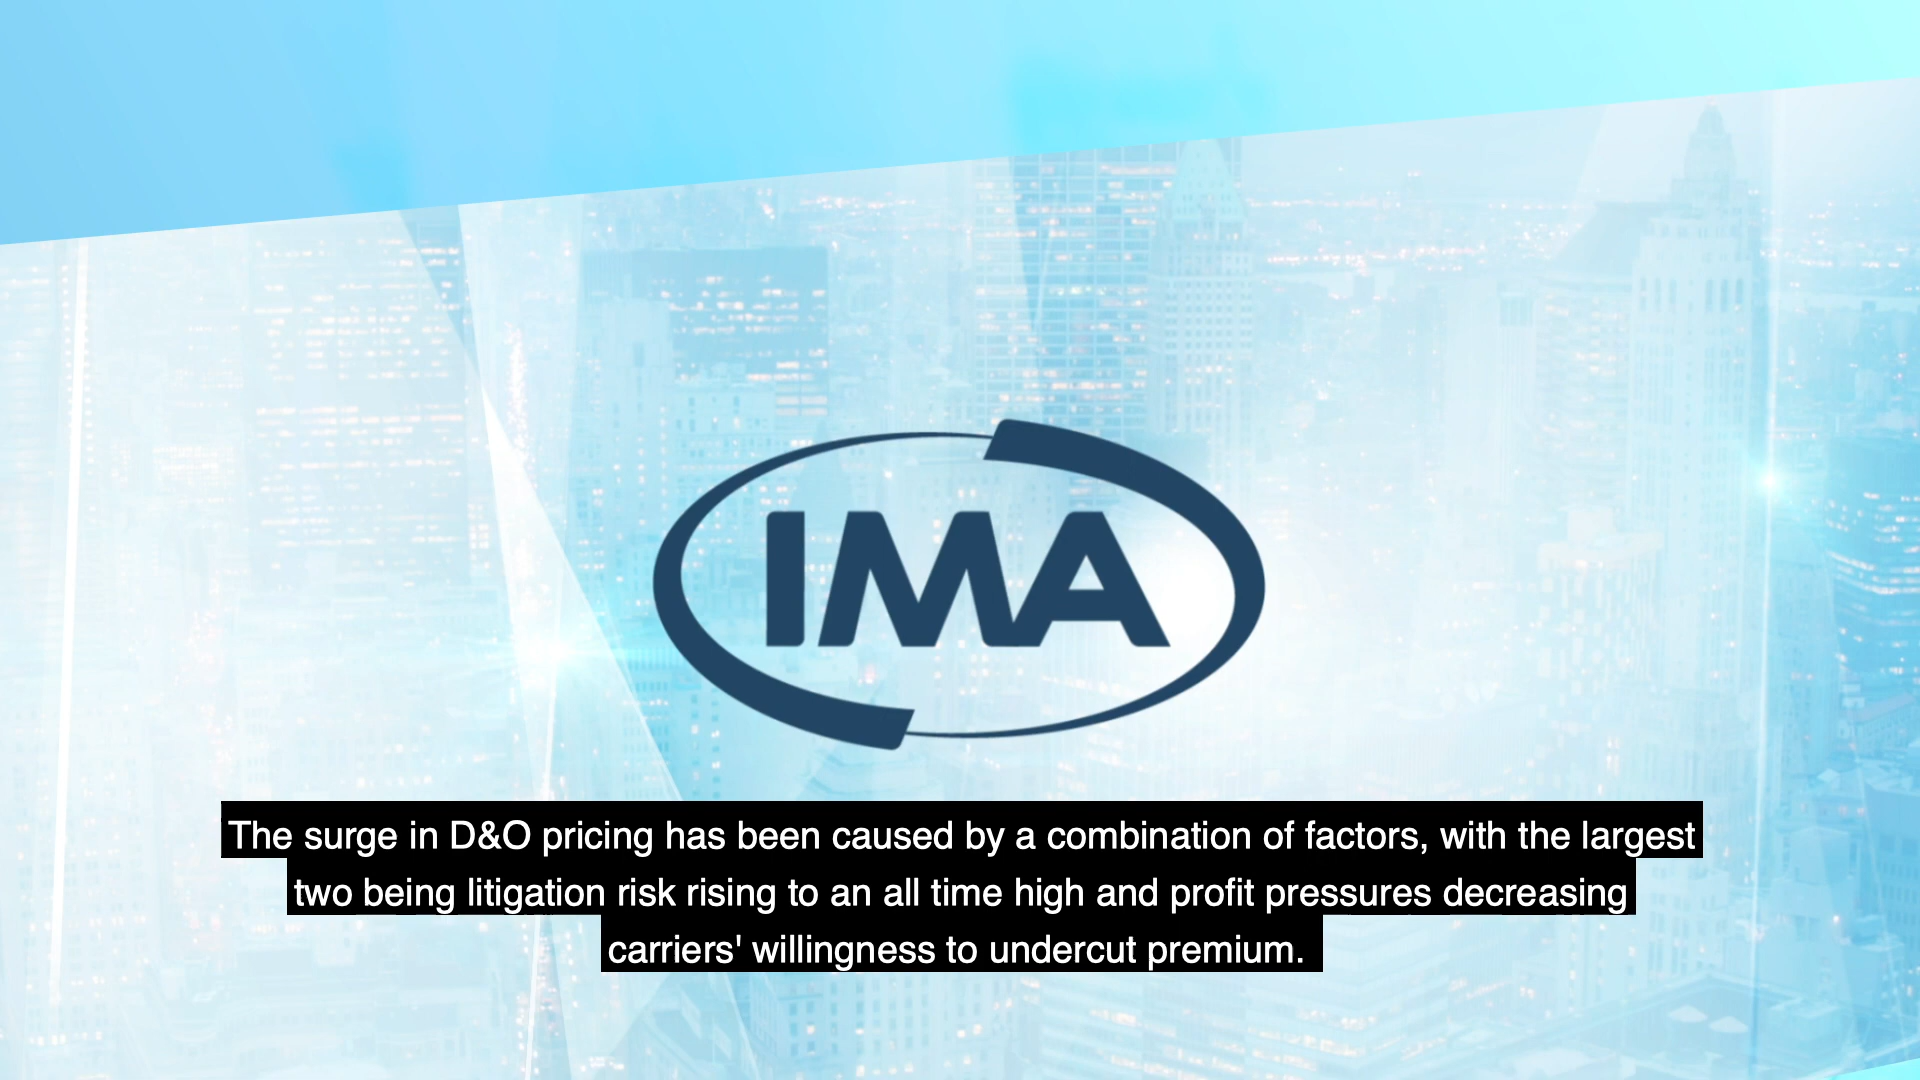 IMA
The surge in D&O pricing has been caused by a combination of factors, with the largest
two being litigation risk rising to an all time high and profit pressures decreasing
carriers' willingness to undercut premium.